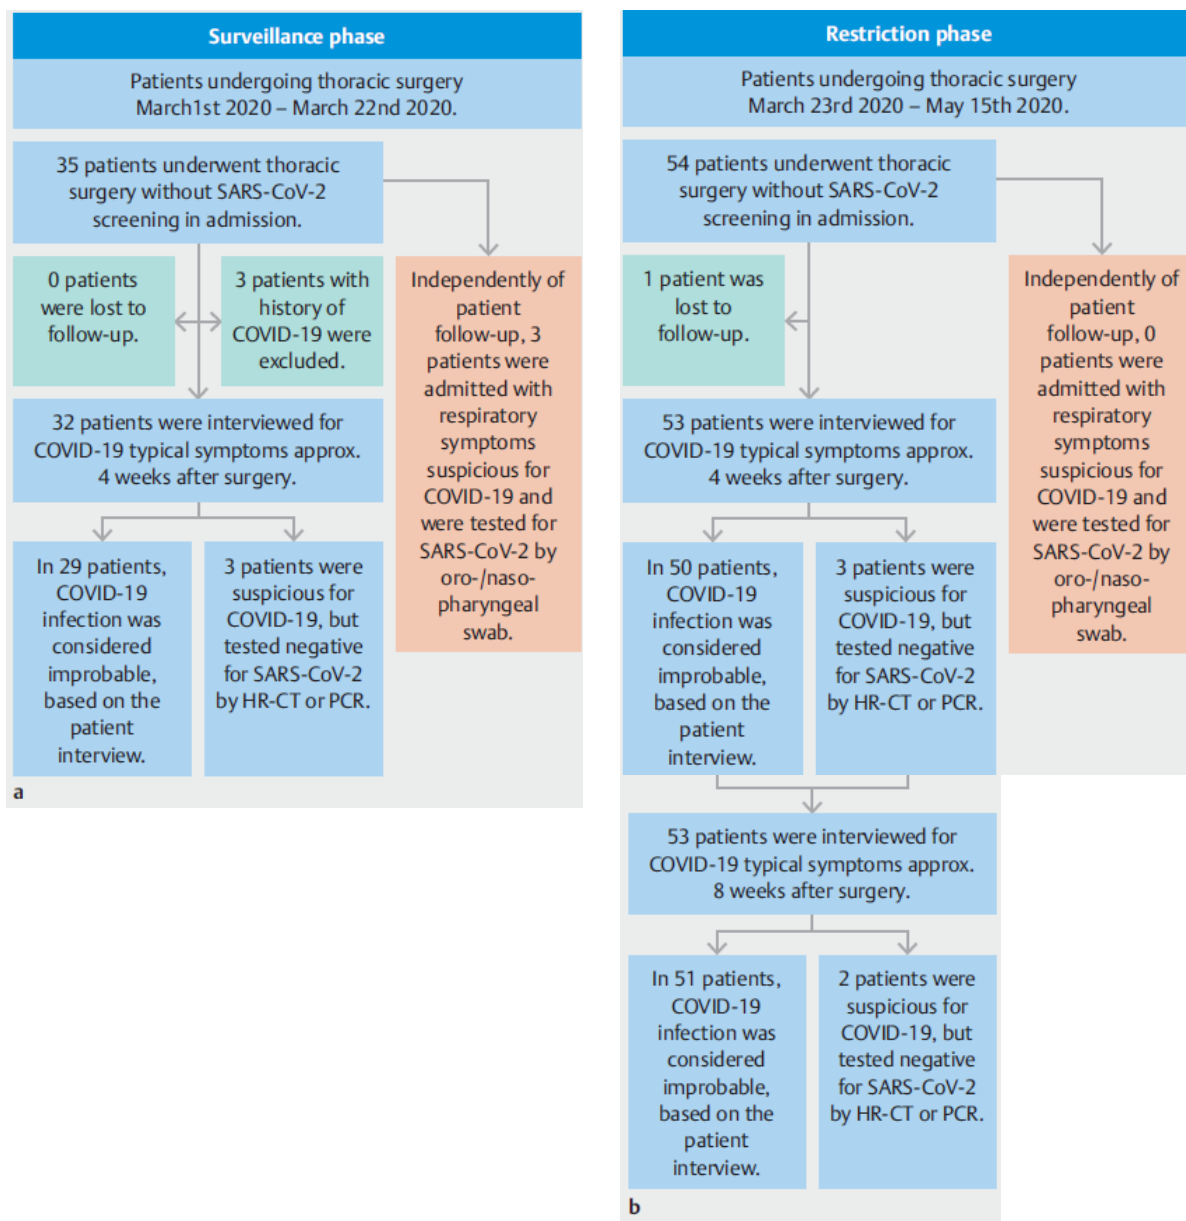 Surveillance phase
Patients undergoing thoracic surgery
March1st 2020 – March 22nd 2020.
35 patients underwent thoracic
surgery without SARS-CoV-2
screening in admission.
0 patients
were lost to
follow-up.
3 patients with
history of
COVID-19 were
excluded.
Independently of
patient
follow-up, 3
patients were
admitted with
respiratory
symptoms
suspicious for
COVID-19 and
were tested for
SARS-CoV-2 by
oro-/naso-
pharyngeal
swab.
32 patients were interviewed for
COVID-19 typical symptoms approx.
4 weeks after surgery.
In 29 patients,
COVID-19
infection was
considered
improbable,
based on the
patient
interview.
3 patients were
suspicious for
COVID-19, but
tested negative
for SARS-CoV-2
by HR-CT or PCR.
a
Restriction phase
Patients undergoing thoracic surgery
March 23rd 2020 – May 15th 2020.
54 patients underwent thoracic
surgery without SARS-CoV-2
screening in admission.
1 patient was
lost to
follow-up.
Independently of
patient
follow-up, 0
patients were
admitted with
respiratory
symptoms
suspicious for
COVID-19 and
were tested for
SARS-CoV-2 by
oro-/naso-
pharyngeal
swab.
53 patients were interviewed for
COVID-19 typical symptoms approx.
4 weeks after surgery.
In 50 patients,
COVID-19
infection was
considered
improbable,
based on the
patient
interview.
3 patients were
suspicious for
COVID-19, but
tested negative
for SARS-CoV-2
by HR-CT or PCR.
53 patients were interviewed for
COVID-19 typical symptoms approx.
8 weeks after surgery.
In 51 patients,
COVID-19
infection was
considered
improbable,
based on the
patient
interview.
2 patients were
suspicious for
COVID-19, but
tested negative
for SARS-CoV-2
by HR-CT or PCR.
b